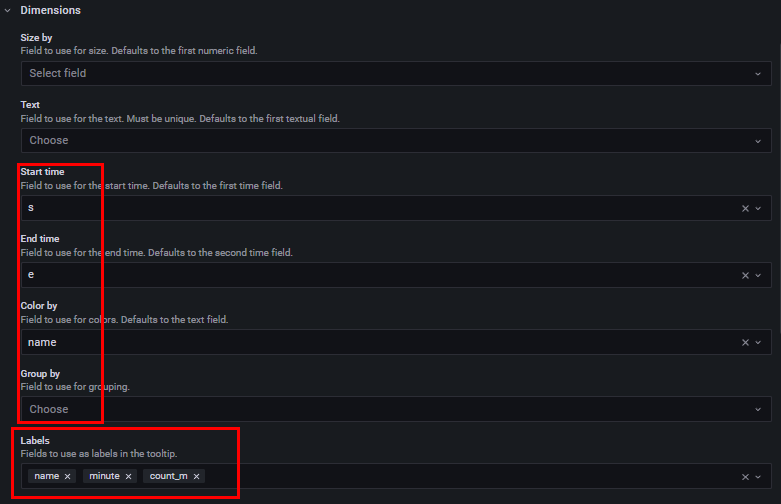 Dimensions
Size by
Field to use for size. Defaults to the first numeric field.
Select field
Text
Field to use for the text. Must be unique. Defaults to the first textual field.
Choose
Start time
Field to use for the start time. Defaults to the first time field.
s
End time
Field to use for the end time. Defaults to the second time field.
e
Color by
Field to use for colors. Defaults to the text field.
name
Group by
Field to use for grouping.
Choose
Labels
Fields to use as labels in the tooltip.
name minute count_m